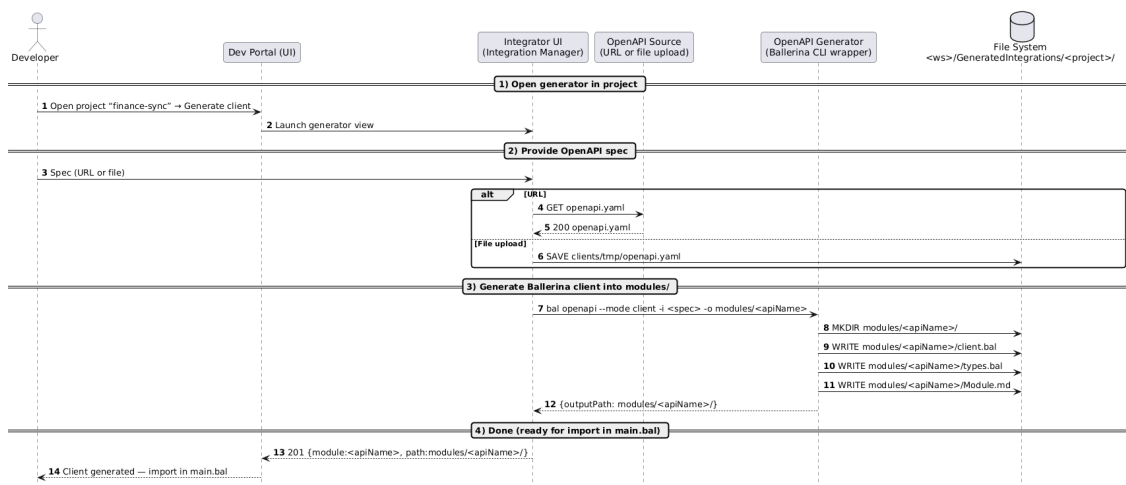 Developer
Dev Portal (UI)
Integrator UI
(Integration Manager)
OpenAPI Source
(URL or file upload)
OpenAPI Generator
(Ballerina CLI wrapper)
File System
<ws>/GeneratedIntegrations/<project>/
1) Open generator in project
1 Open project “finance-sync” → Generate client
2 Launch generator view
2) Provide OpenAPI spec
3 Spec (URL or file)
alt [URL]
4 GET openapi.yaml
5 200 openapi.yaml
[File upload]
6 SAVE clients/tmp/openapi.yaml
3) Generate Ballerina client into modules/
7 bal openapi --mode client -i <spec> -o modules/<apiName>
8 MKDIR modules/<apiName>/
9 WRITE modules/<apiName>/client.bal
10 WRITE modules/<apiName>/types.bal
11 WRITE modules/<apiName>/Module.md
12 {outputPath: modules/<apiName>/}
4) Done (ready for import in main.bal)
13 201 {module:<apiName>, path:modules/<apiName>/}
14 Client generated — import in main.bal